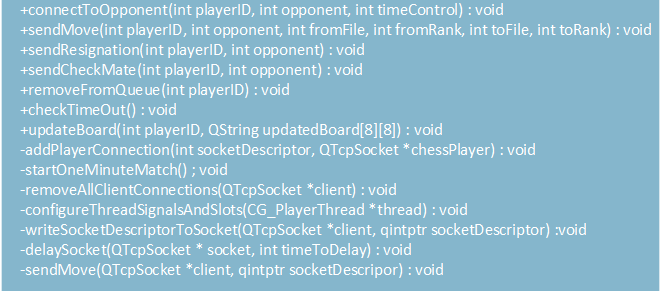 +connectToOpponent(int playerID, int opponent, int timeControl) : void
+sendMove(int playerID, int opponent, int fromFile, int fromRank, int toFile, int toRank) : void
+sendResignation(int playerID, int opponent) : void
+sendCheckMate(int playerID, int opponent) : void
+removeFromQueue(int playerID) : void
+checkTimeOut() : void
+updateBoard(int playerID, QString updatedBoard[8][8]) : void
-addPlayerConnection(int socketDescriptor, QTcpSocket *chessPlayer) : void
-startOneMinuteMatch() ; void
-removeAllClientConnections(QTcpSocket *client) : void
-configureThreadSignalsAndSlots(CG_PlayerThread *thread) : void
-writeSocketDescriptorToSocket(QTcpSocket *client, qintptr socketDescriptor) :void
-delaySocket(QTcpSocket * socket, int timeToDelay) : void
-sendMove(QTcpSocket *client, qintptr socketDescripor) : void